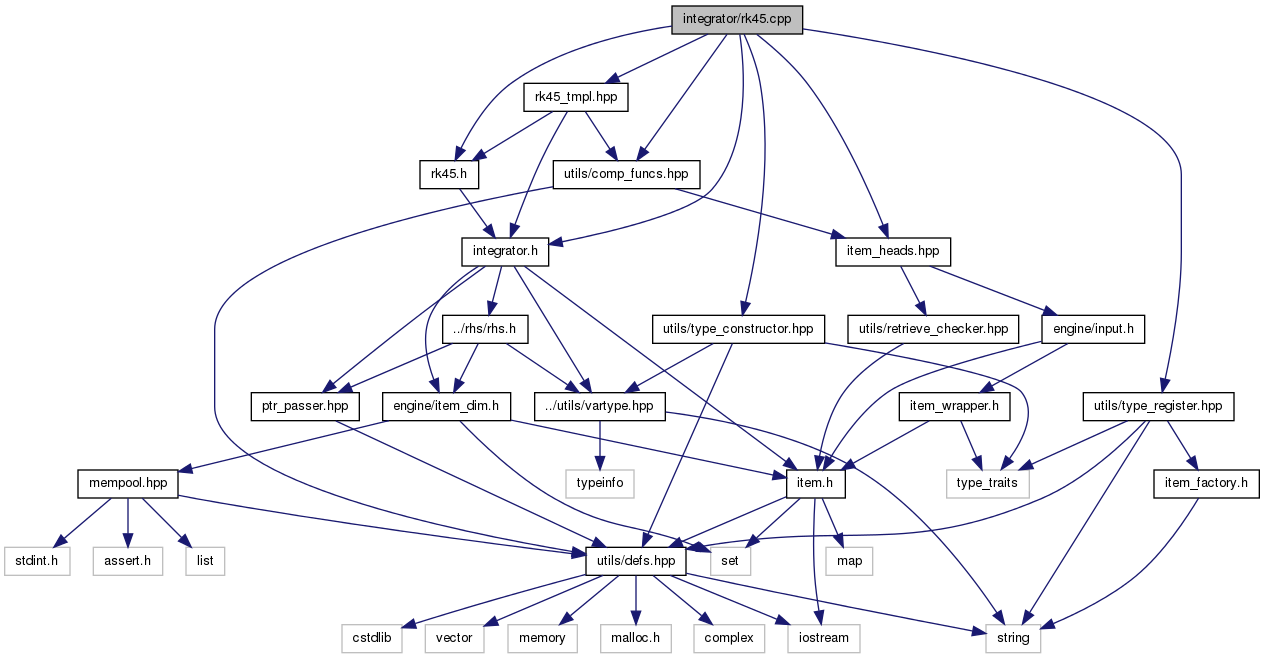 integrator/rk45.cpp
rk45_tmpl.hpp
rk45.h
utils/comp_funcs.hpp
integrator.h
item_heads.hpp
../rhs/rhs.h
utils/type_constructor.hpp
utils/retrieve_checker.hpp
engine/input.h
ptr_passer.hpp
engine/item_dim.h
../utils/vartype.hpp
item_wrapper.h
utils/type_register.hpp
mempool.hpp
typeinfo
item.h
type_traits
item_factory.h
stdint.h
assert.h
list
utils/defs.hpp
set
map
cstdlib
vector
memory
malloc.h
complex
iostream
string